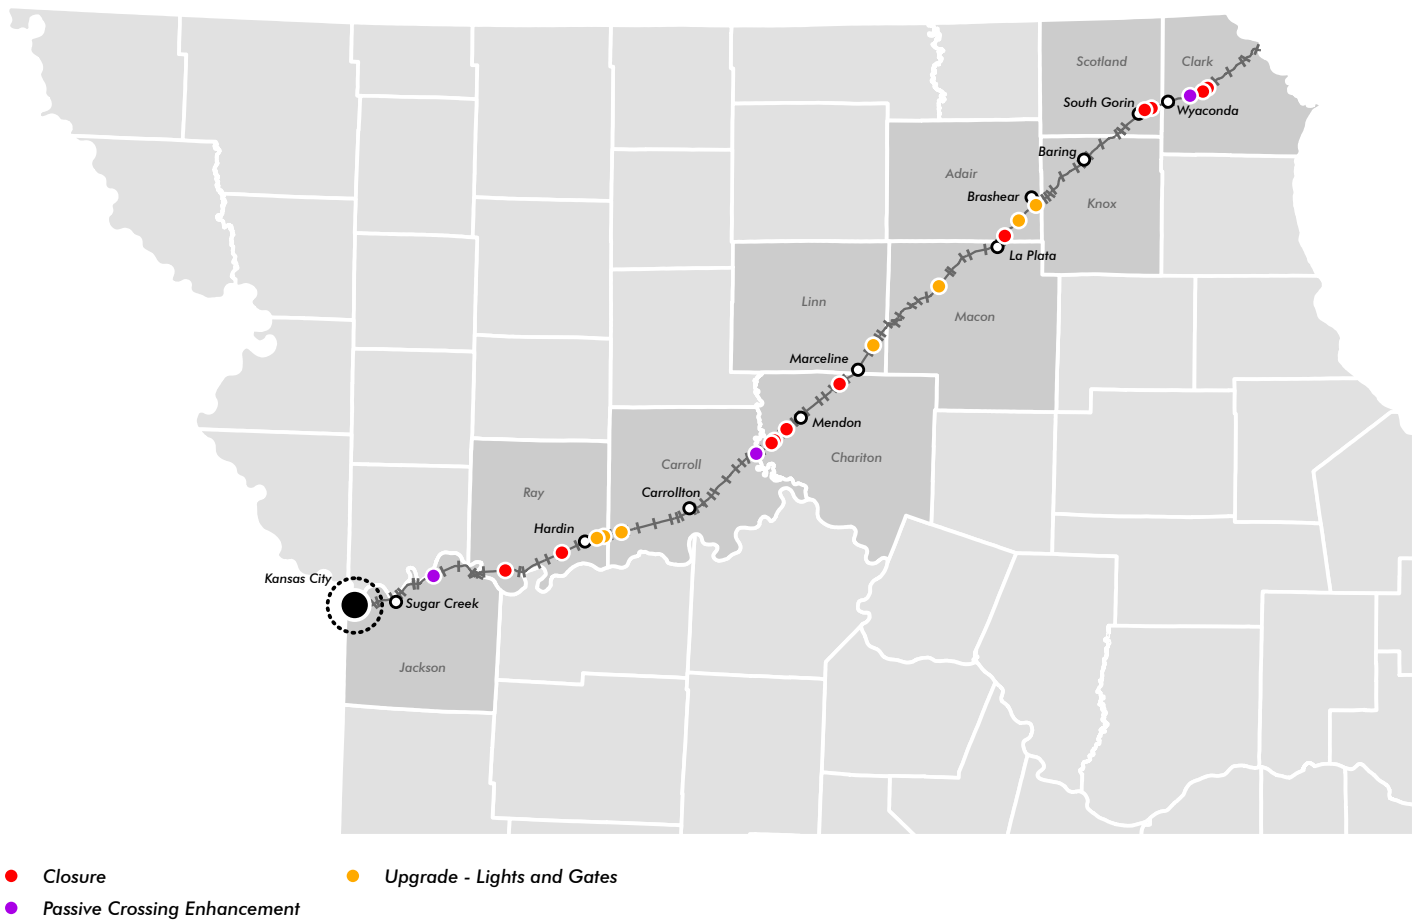 Scotland
Clark
South Gorin
Wyaconda
Baring
Adair
Brashear
Knox
La Plata
Linn
Macon
Marceline
Mendon
Chariton
Carroll
Carrollton
Ray
Hardin
Kansas City
Sugar Creek
Jackson
Closure
Upgrade - Lights and Gates
Passive Crossing Enhancement